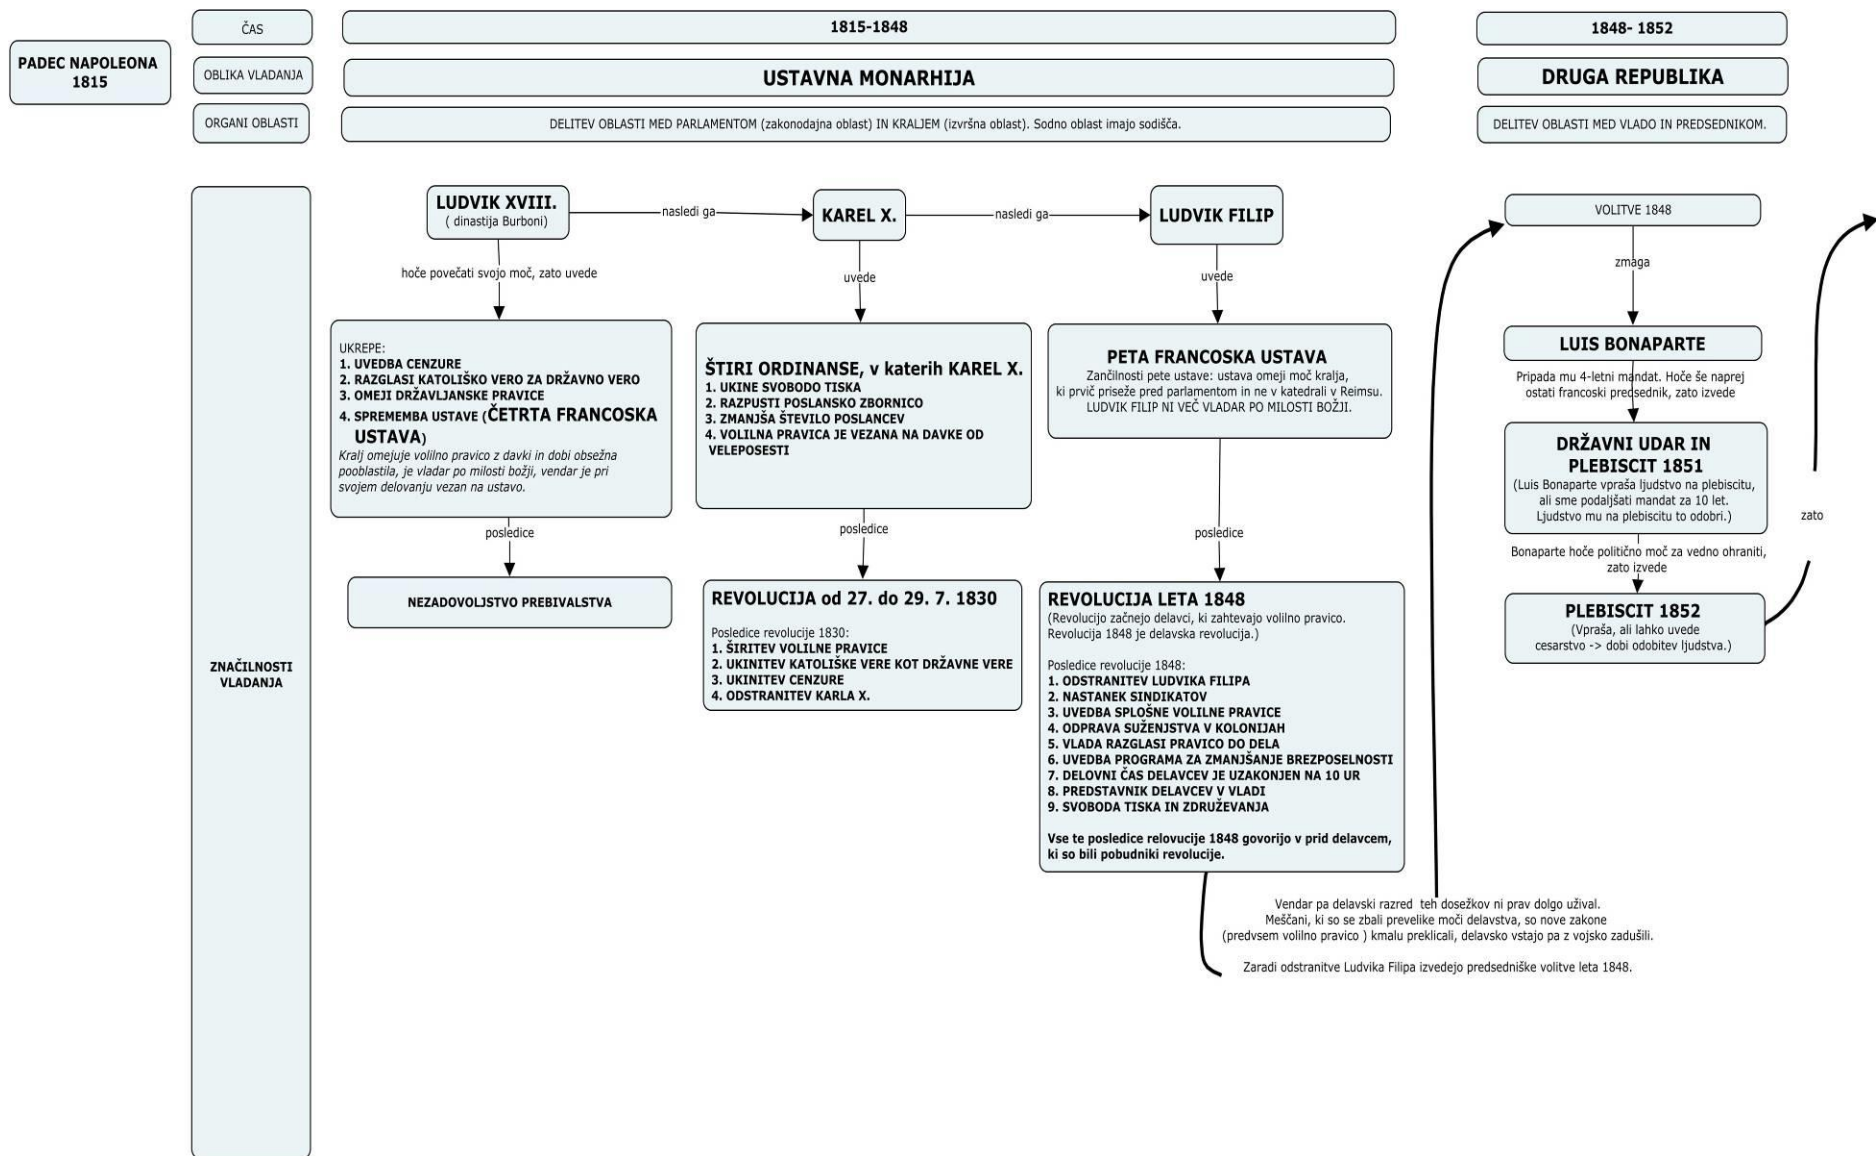 PADEC NAPOLEONA
1815
ČAS
1815-1848
1848- 1852
OBLIKA VLADANJA
USTAVNA MONARHIJA
DRUGA REPUBLIKA
ORGANI OBLASTI
DELITEV OBLASTI MED PARLAMENTOM (zakonodajna oblast) IN KRALJEM (izvršna oblast). Sodno oblast imajo sodišča.
DELITEV OBLASTI MED VLADO IN PREDSEDNIKOM.
ZNAČILNOSTI
VLADANJA
LUDVIK XVIII.
( dinastija Burboni)
nasledi ga
KAREL X.
nasledi ga
LUDVIK FILIP
hoče povečati svojo moč, zato uvede
UKREPE:
1. UVEDBA CENZURE
2. RAZGLASI KATOLIŠKO VERO ZA DRŽAVNO VERO
3. OMEJI DRŽAVLJANSKE PRAVICE
4. SPREMEMBA USTAVE (ČETRTA FRANCOSKA
USTAVA)
Kralj omejuje volilno pravico z davki in dobi obsežna
pooblastila, je vladar po milosti božji, vendar je pri
svojem delovanju vezan na ustavo.
posledice
NEZADOVOLJSTVO PREBIVALSTVA
uvede
ŠTIRI ORDINANSE, v katerih KAREL X.
1. UKINE SVOBODO TISKA
2. RAZPUSTI POSLANSKO ZBORNICO
3. ZMANJŠA ŠTEVILO POSLANCEV
4. VOLILNA PRAVICA JE VEZANA NA DAVKE OD
VELEPOSESTI
posledice
REVOLUCIJA od 27. do 29. 7. 1830
Posledice revolucije 1830:
1. ŠIRITEV VOLILNE PRAVICE
2. UKINITEV KATOLIŠKE VERE KOT DRŽAVNE VERE
3. UKINITEV CENZURE
4. ODSTRANITEV KARLA X.
uvede
PETA FRANCOSKA USTAVA
Zančilnosti pete ustave: ustava omeji moč kralja,
ki prvič priseže pred parlamentom in ne v katedrali v Reimsu.
LUDVIK FILIP NI VEČ VLADAR PO MILOSTI BOŽJI.
posledice
REVOLUCIJA LETA 1848
(Revolucijo začnejo delavci, ki zahtevajo volilno pravico.
Revolucija 1848 je delavska revolucija.)
Posledice revolucije 1848:
1. ODSTRANITEV LUDVIKA FILIPA
2. NASTANEK SINDIKATOV
3. UVEDBA SPLOŠNE VOLILNE PRAVICE
4. ODPRAVA SUŽENJSTVA V KOLONIJAH
5. VLADA RAZGLASI PRAVICO DO DELA
6. UVEDBA PROGRAMA ZA ZMANJŠANJE BREZPOSELNOSTI
7. DELOVNI ČAS DELAVCEV JE UZAKONJEN NA 10 UR
8. PREDSTAVNIK DELAVCEV V VLADI
9. SVOBODA TISKA IN ZDRUŽEVANJA
Vse te posledice relovucije 1848 govorijo v prid delavcem,
ki so bili pobudniki revolucije.
Vendar pa delavski razred teh dosežkov ni prav dolgo užival.
Meščani, ki so se zbali prevelike moči delavstva, so nove zakone
(predvsem volilno pravico ) kmalu preklicali, delavsko vstajo pa z vojsko zadušili.
Zaradi odstranitve Ludvika Filipa izvedejo predsedniške volitve leta 1848.
VOLITVE 1848
zmaga
LUIS BONAPARTE
Pripada mu 4-letni mandat. Hoče še naprej
ostati francoski predsednik, zato izvede
DRŽAVNI UDAR IN
PLEBISCIT 1851
(Luis Bonaparte vpraša ljudstvo na plebiscitu,
ali sme podaljšati mandat za 10 let.
Ljudstvo mu na plebiscitu to odobri.)
Bonaparte hoče politično moč za vedno ohraniti,
zato izvede
PLEBISCIT 1852
(Vpraša, ali lahko uvede
cesarstvo -> dobi odobitev ljudstva.)
zato